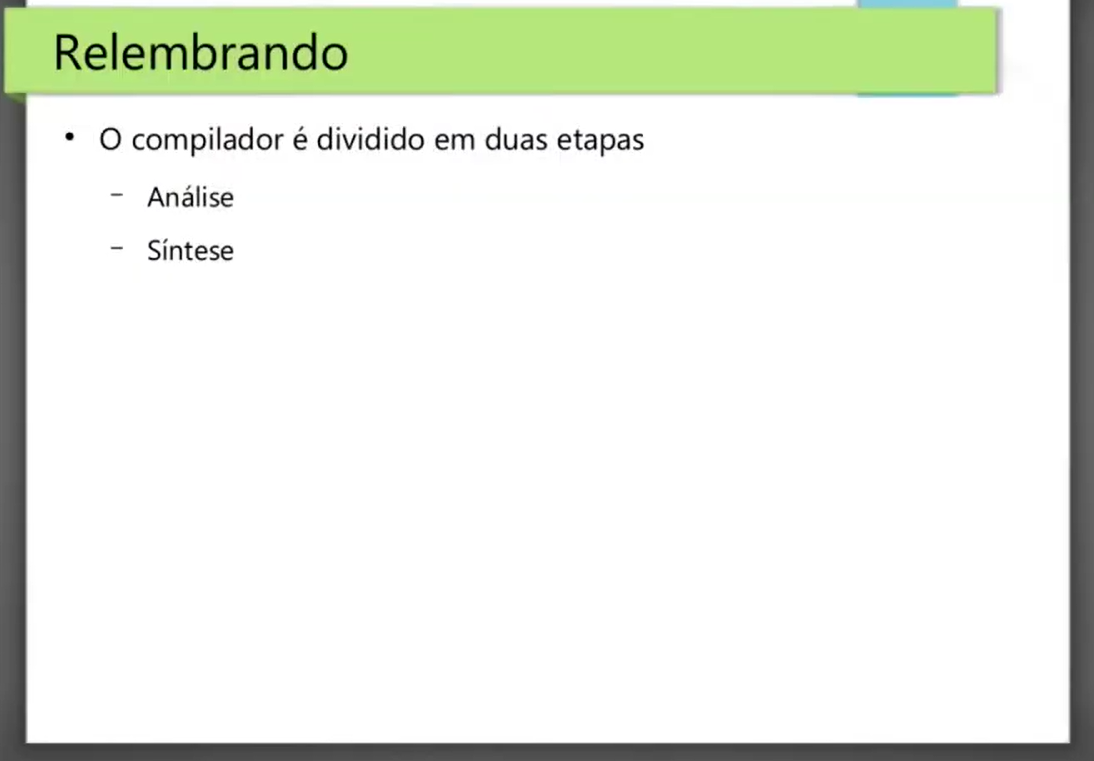 Relembrando
• O compilador é dividido em duas etapas
– Análise
– Síntese